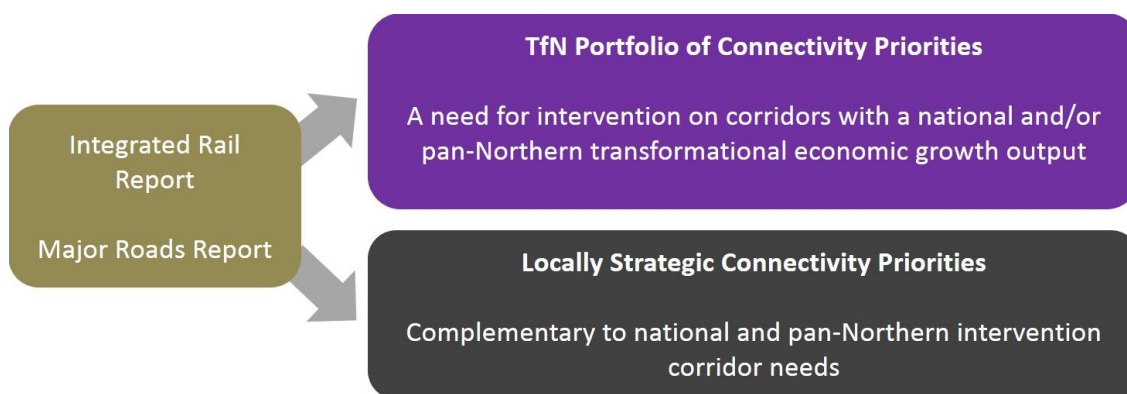 Integrated Rail
Report
Major Roads Report
TfN Portfolio of Connectivity Priorities
A need for intervention on corridors with a national and/or
pan-Northern transformational economic growth output
Locally Strategic Connectivity Priorities
Complementary to national and pan-Northern intervention
corridor needs